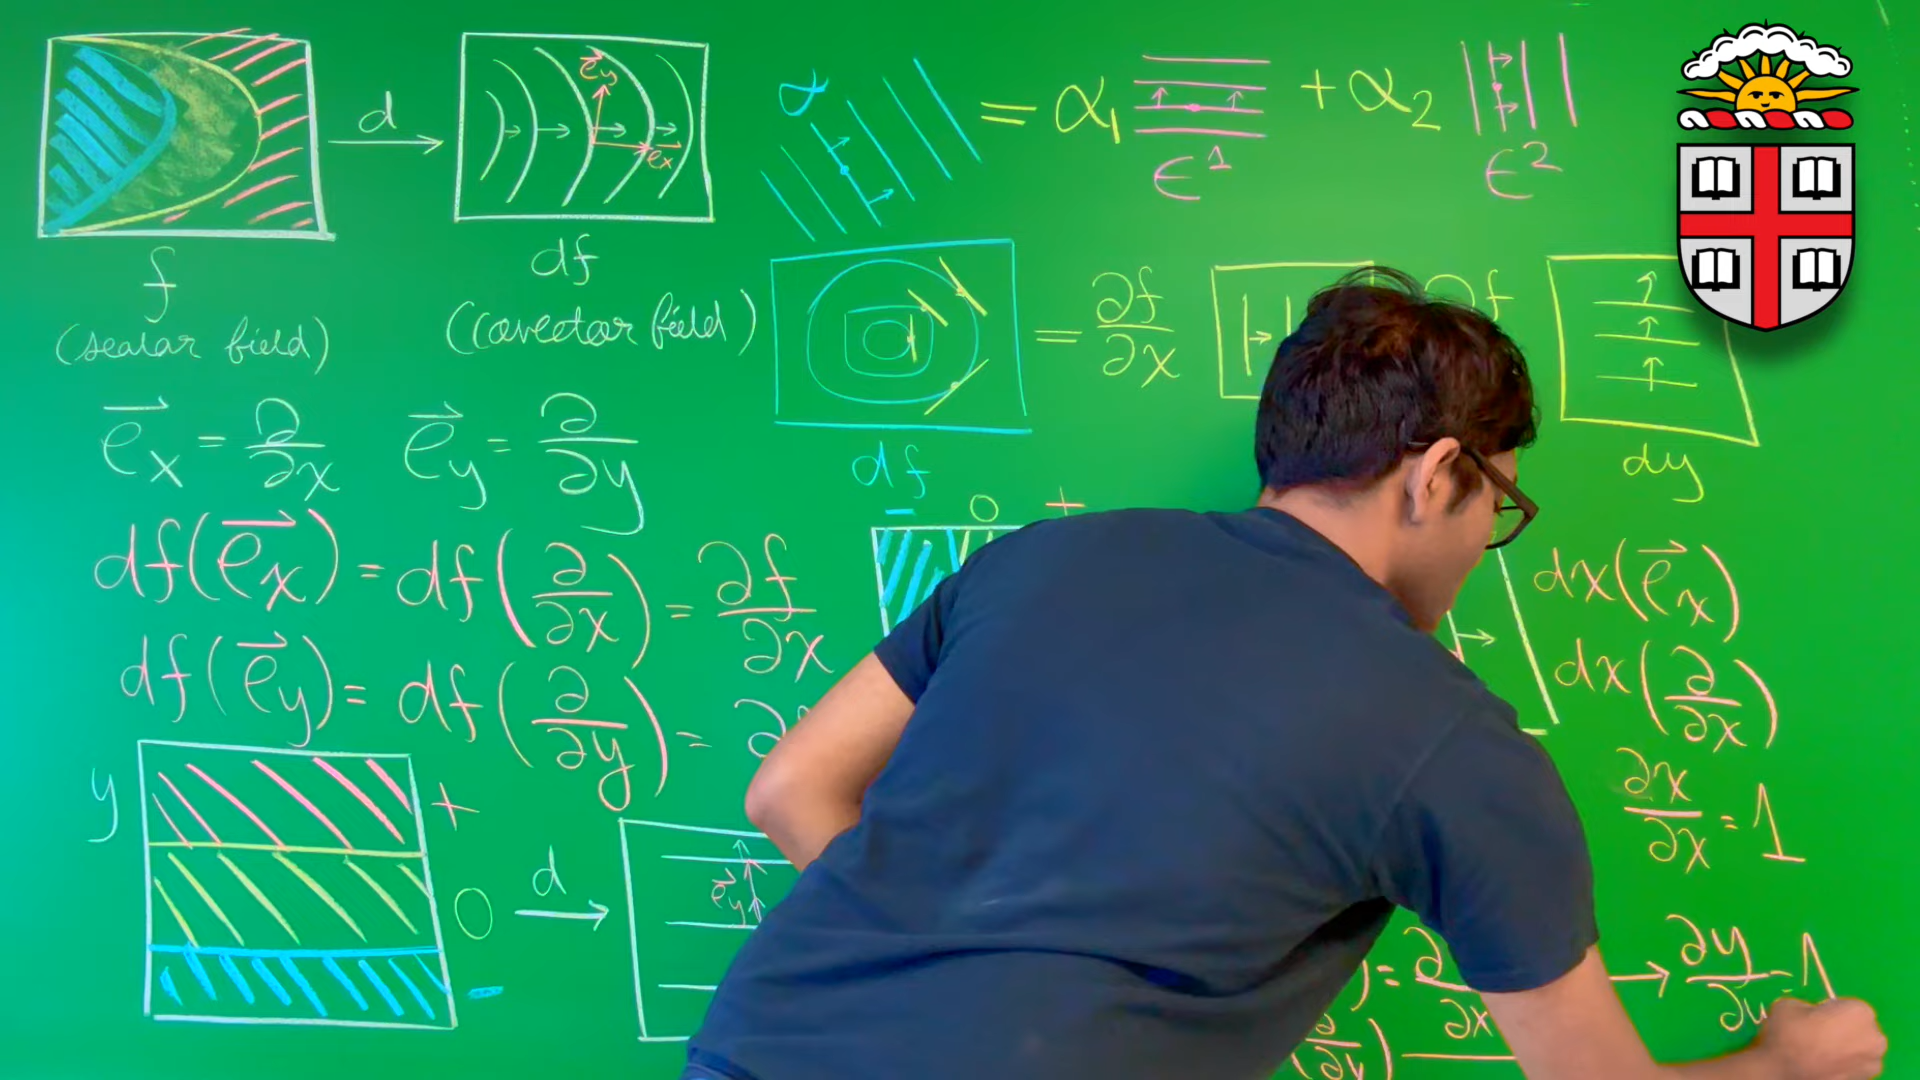 d
f
(scalar field)
df
(covector field)
e⃗y
e⃗x
α = α₁ ϵ¹ + α₂ ϵ²
df = ∂f/∂x
∂f
dy
e⃗x = ∂/∂x e⃗y = ∂/∂y
df(e⃗x) = df(∂/∂x) = ∂f/∂x
df(e⃗y) = df(∂/∂y) =
- 0 +
dx(e⃗x)
dx(∂/∂x)
∂x/∂x = 1
y
+
0
-
d
e⃗y
) = ∂/∂x → ∂y/∂y = 1
(∂/∂y)